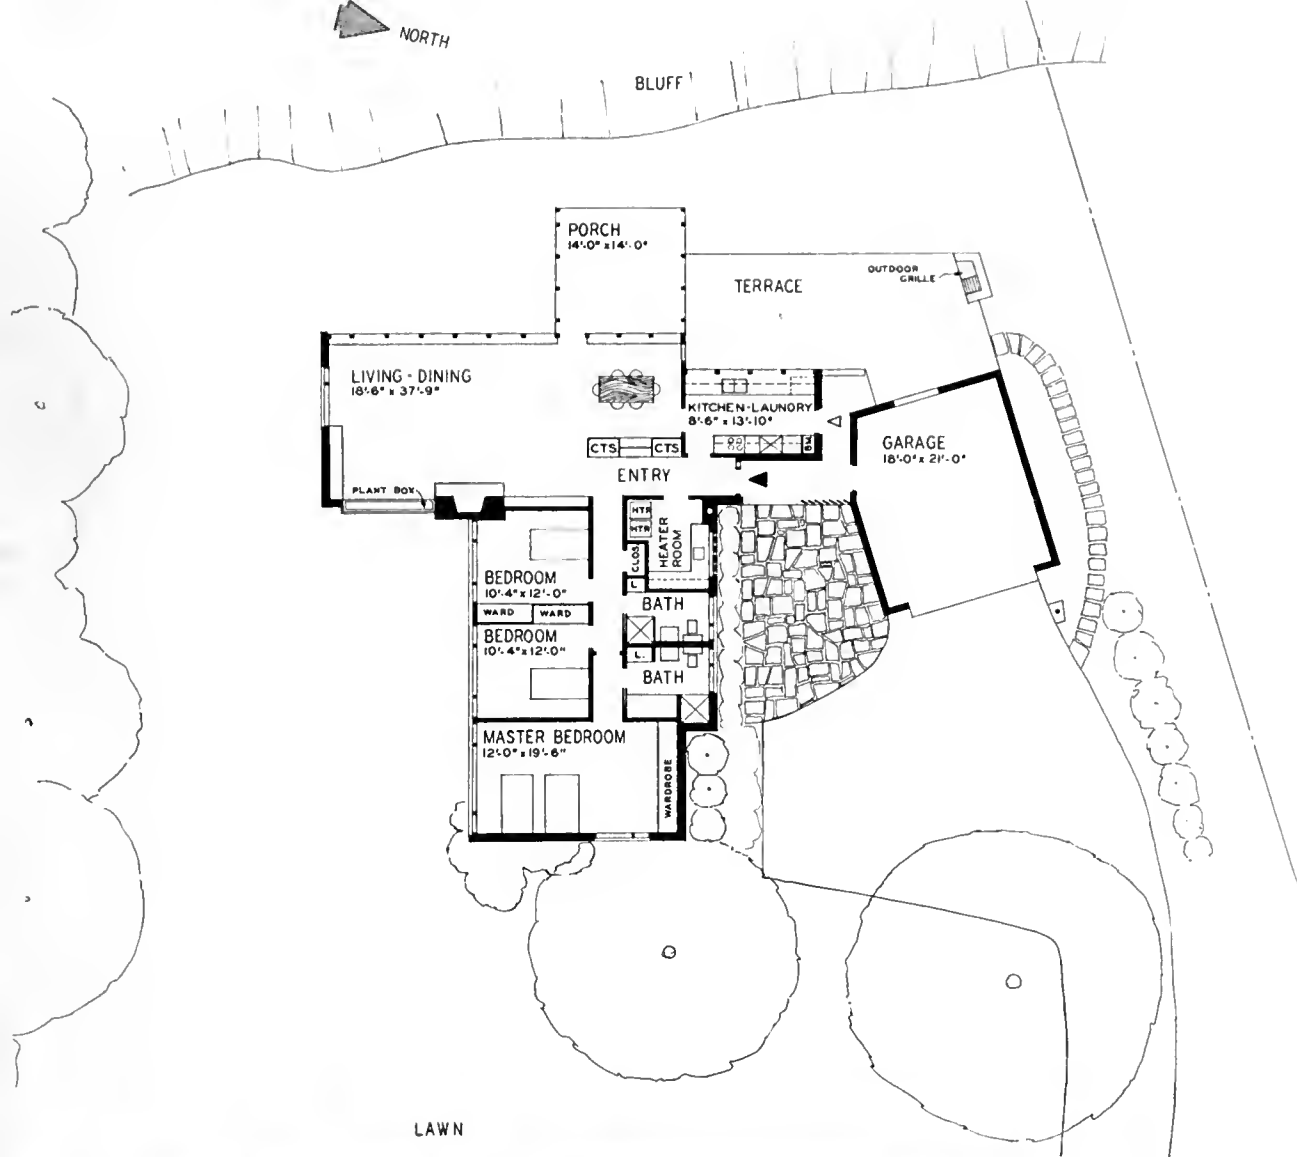 NORTH
BLUFF
PORCH
14'-0" x 14'-0"
OUTDOOR
GRILLE
TERRACE
LIVING - DINING
18'-6" x 37'-9"
KITCHEN-LAUNDRY
8'-6" x 13'-10"
GARAGE
18'-0" x 21'-0"
CTS
CTS
BM
ENTRY
PLANT BOX
HTR
HTR
HEATER
ROOM
CLOS.
L
BEDROOM
10'-4" x 12'-0"
WARD
WARD
BATH
BEDROOM
10'-4" x 12'-0"
L.
BATH
MASTER BEDROOM
12'-0" x 19'-6"
WARDROBE
LAWN